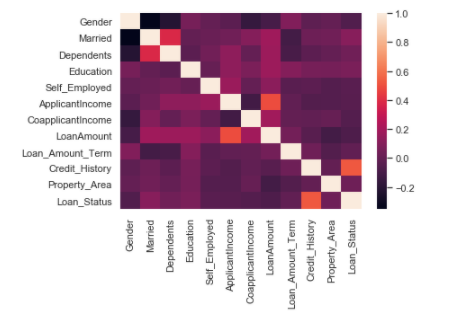 Gender
Married
Dependents
Education
Self_Employed
ApplicantIncome
CoapplicantIncome
LoanAmount
Loan_Amount_Term
Credit_History
Property_Area
Loan_Status
Gender
Married
Dependents
Education
Self_Employed
ApplicantIncome
CoapplicantIncome
LoanAmount
Loan_Amount_Term
Credit_History
Property_Area
Loan_Status
1.0
0.8
0.6
0.4
0.2
0.0
−0.2